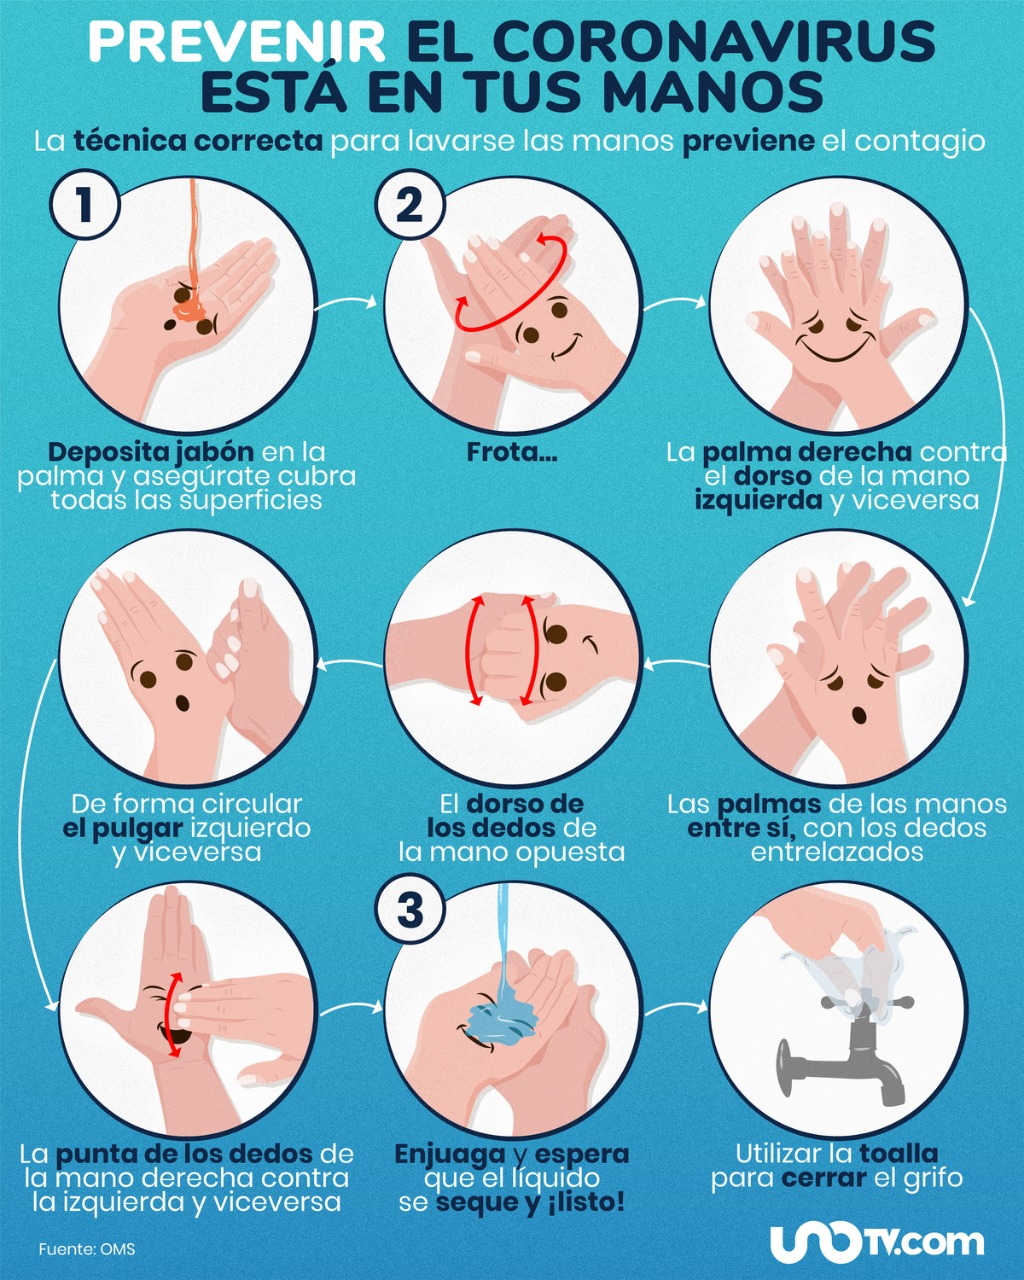 PREVENIR EL CORONAVIRUS
ESTÁ EN TUS MANOS
La técnica correcta para lavarse las manos previene el contagio
1
Deposita jabón en la
palma y asegúrate cubra
todas las superficies
2
Frota...
La palma derecha contra
el dorso de la mano
izquierda y viceversa
Las palmas de las manos
entre sí, con los dedos
entrelazados
El dorso de
los dedos de
la mano opuesta
De forma circular
el pulgar izquierdo
y viceversa
La punta de los dedos de
la mano derecha contra
la izquierda y viceversa
3
Enjuaga y espera
que el líquido
se seque y ¡listo!
Utilizar la toalla
para cerrar el grifo
Fuente: OMS
UNOTV.com